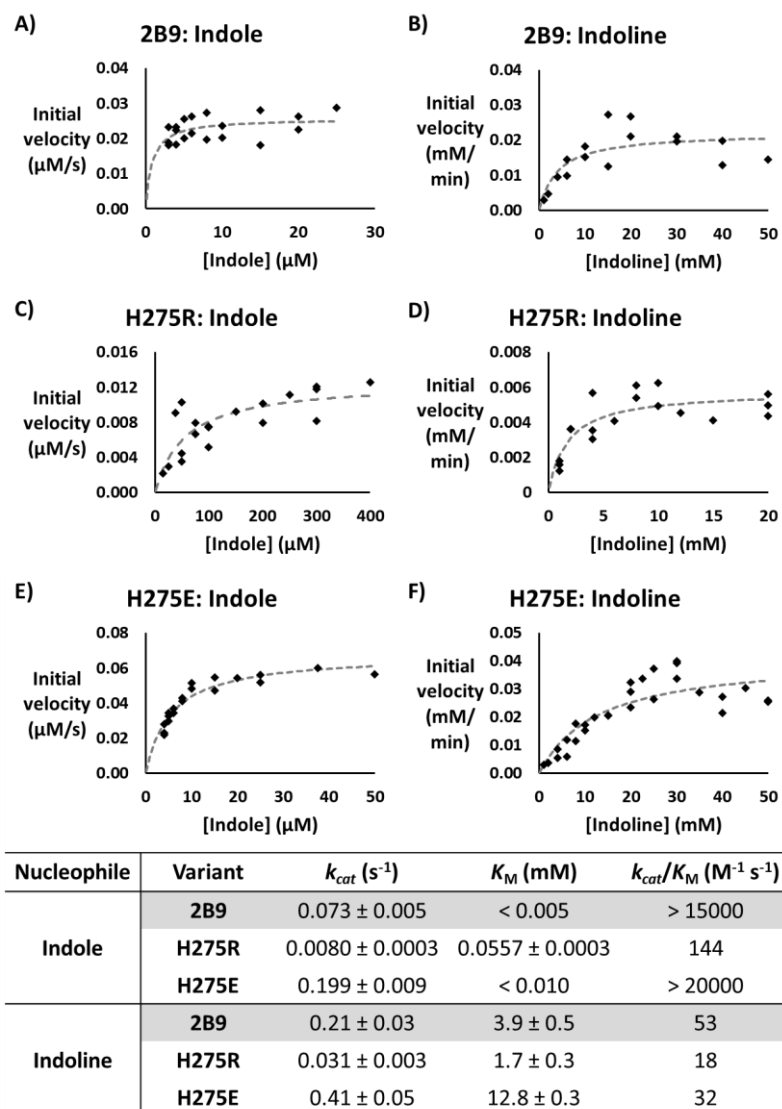 A)
2B9: Indole
Initial
velocity
(µM/s)
0.04
0.03
0.02
0.01
0.00
0 10 20 30
[Indole] (µM)
B)
2B9: Indoline
Initial
velocity
(mM/
min)
0.04
0.03
0.02
0.01
0
0 10 20 30 40 50
[Indoline] (mM)
C)
H275R: Indole
Initial
velocity
(µM/s)
0.016
0.012
0.008
0.004
0.000
0 100 200 300 400
[Indole] (µM)
D)
H275R: Indoline
Initial
velocity
(mM/
min)
0.008
0.006
0.004
0.002
0
0 5 10 15 20
[Indoline] (mM)
E)
H275E: Indole
Initial
velocity
(µM/s)
0.08
0.06
0.04
0.02
0.00
0 10 20 30 40 50
[Indole] (µM)
F)
H275E: Indoline
Initial
velocity
(mM/
min)
0.05
0.04
0.03
0.02
0.01
0.00
0 10 20 30 40 50
[Indoline] (mM)
Nucleophile Variant kcat (s⁻¹) KM (mM) kcat/KM (M⁻¹ s⁻¹)
Indole
2B9 0.073 ± 0.005 < 0.005 > 15000
H275R 0.0080 ± 0.0003 0.0557 ± 0.0003 144
H275E 0.199 ± 0.009 < 0.010 > 20000
Indoline
2B9 0.21 ± 0.03 3.9 ± 0.5 53
H275R 0.031 ± 0.003 1.7 ± 0.3 18
H275E 0.41 ± 0.05 12.8 ± 0.3 32